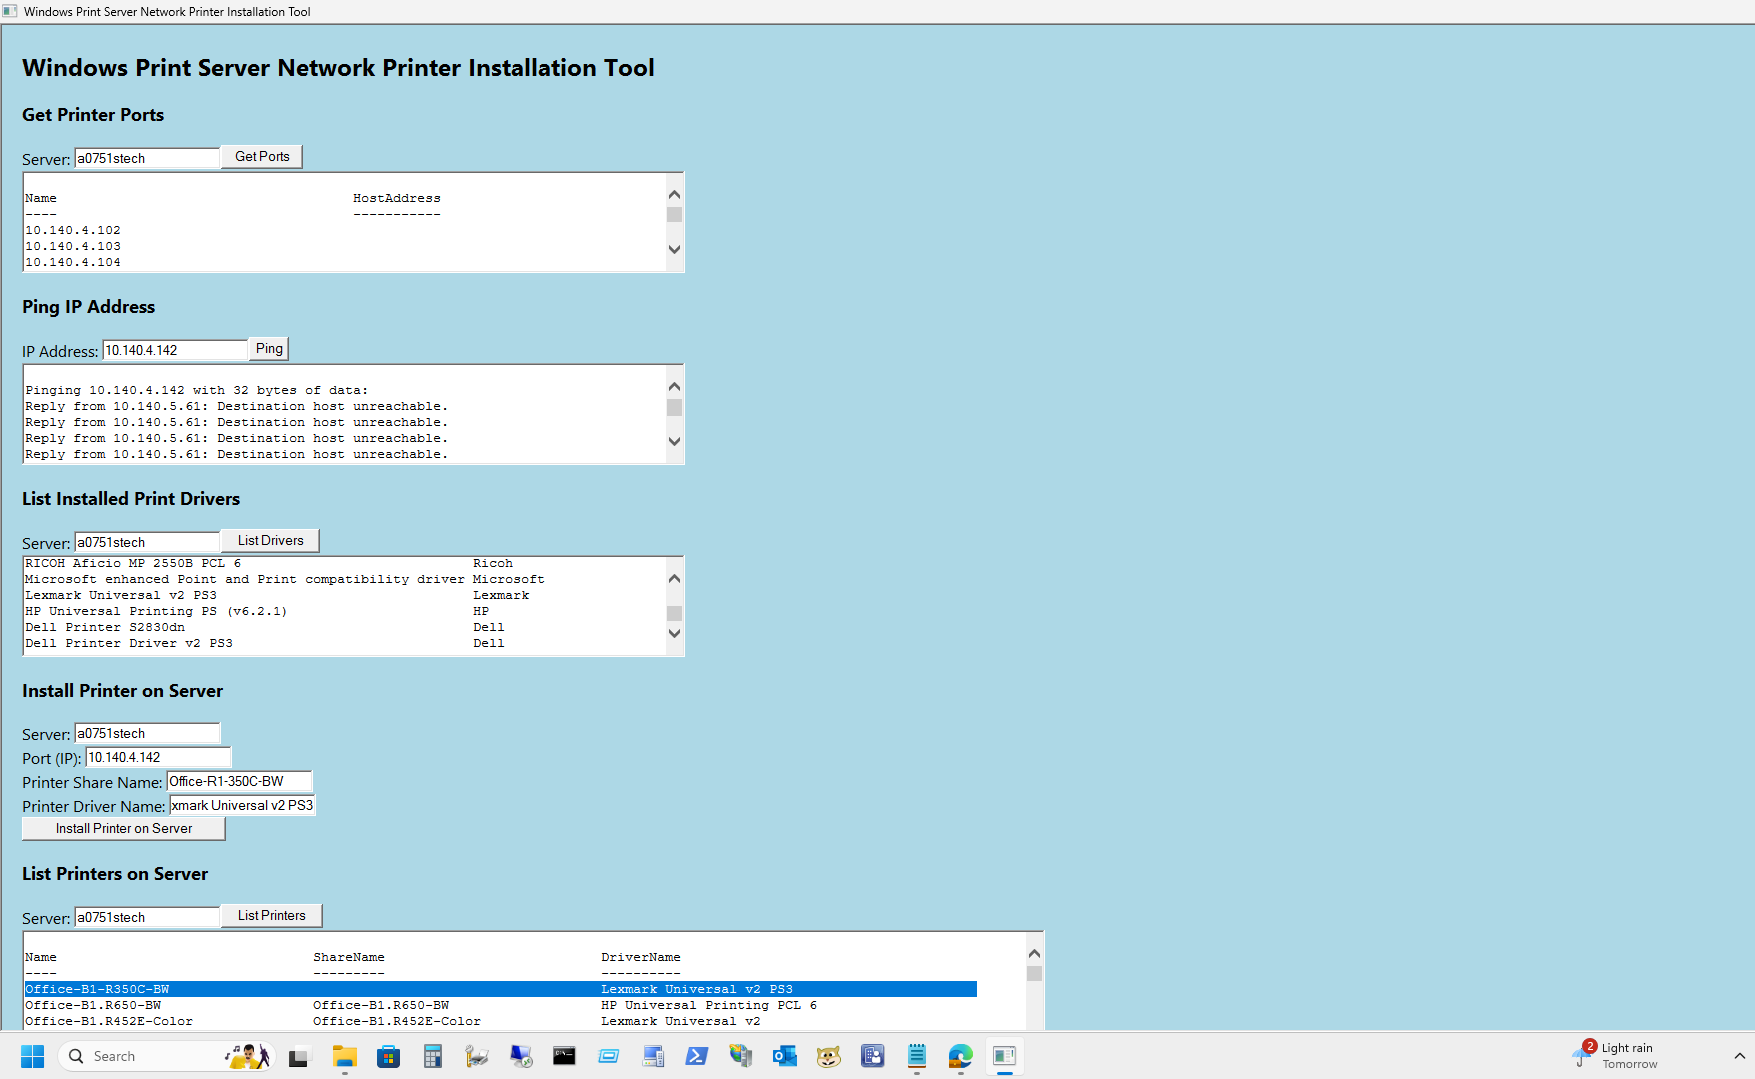 Windows Print Server Network Printer Installation Tool
Windows Print Server Network Printer Installation Tool
Get Printer Ports
Server: a0751stech Get Ports
Name HostAddress
---- -----------
10.140.4.102
10.140.4.103
10.140.4.104
Ping IP Address
IP Address: 10.140.4.142 Ping
Pinging 10.140.4.142 with 32 bytes of data:
Reply from 10.140.5.61: Destination host unreachable.
Reply from 10.140.5.61: Destination host unreachable.
Reply from 10.140.5.61: Destination host unreachable.
Reply from 10.140.5.61: Destination host unreachable.
List Installed Print Drivers
Server: a0751stech List Drivers
RICOH Aficio MP 2550B PCL 6 Ricoh
Microsoft enhanced Point and Print compatibility driver Microsoft
Lexmark Universal v2 PS3 Lexmark
HP Universal Printing PS (v6.2.1) HP
Dell Printer S2830dn Dell
Dell Printer Driver v2 PS3 Dell
Install Printer on Server
Server: a0751stech
Port (IP): 10.140.4.142
Printer Share Name: Office-R1-350C-BW
Printer Driver Name: xmark Universal v2 PS3
Install Printer on Server
List Printers on Server
Server: a0751stech List Printers
Name ShareName DriverName
---- --------- ----------
Office-B1-R350C-BW Lexmark Universal v2 PS3
Office-B1.R650-BW Office-B1.R650-BW HP Universal Printing PCL 6
Office-B1.R452E-Color Office-B1.R452E-Color Lexmark Universal v2
Search
2 Light rain
Tomorrow